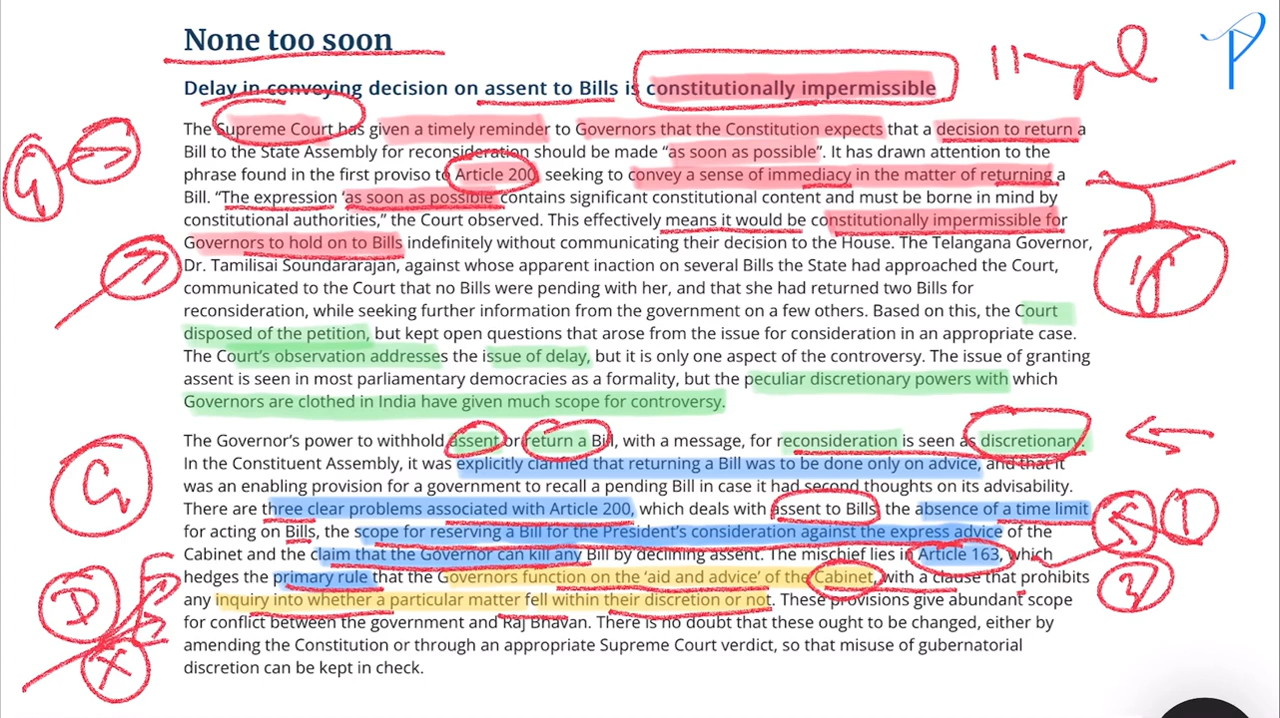 None too soon
Delay in conveying decision on assent to Bills is constitutionally impermissible
The Supreme Court has given a timely reminder to Governors that the Constitution expects that a decision to return a
Bill to the State Assembly for reconsideration should be made “as soon as possible”. It has drawn attention to the
phrase found in the first proviso to Article 200, seeking to convey a sense of immediacy in the matter of returning a
Bill. “The expression ‘as soon as possible’ contains significant constitutional content and must be borne in mind by
constitutional authorities,” the Court observed. This effectively means it would be constitutionally impermissible for
Governors to hold on to Bills indefinitely without communicating their decision to the House. The Telangana Governor,
Dr. Tamilisai Soundararajan, against whose apparent inaction on several Bills the State had approached the Court,
communicated to the Court that no Bills were pending with her, and that she had returned two Bills for
reconsideration, while seeking further information from the government on a few others. Based on this, the Court
disposed of the petition, but kept open questions that arose from the issue for consideration in an appropriate case.
The Court’s observation addresses the issue of delay, but it is only one aspect of the controversy. The issue of granting
assent is seen in most parliamentary democracies as a formality, but the peculiar discretionary powers with which
Governors are clothed in India have given much scope for controversy.
The Governor’s power to withhold assent or return a Bill, with a message, for reconsideration is seen as discretionary.
In the Constituent Assembly, it was explicitly clarified that returning a Bill was to be done only on advice, and that it
was an enabling provision for a government to recall a pending Bill in case it had second thoughts on its advisability.
There are three clear problems associated with Article 200, which deals with assent to Bills: the absence of a time limit
for acting on Bills, the scope for reserving a Bill for the President’s consideration against the express advice of the
Cabinet and the claim that the Governor can kill any Bill by declining assent. The mischief lies in Article 163, which
hedges the primary rule that the Governors function on the ‘aid and advice’ of the Cabinet, with a clause that prohibits
any inquiry into whether a particular matter fell within their discretion or not. These provisions give abundant scope
for conflict between the government and Raj Bhavan. There is no doubt that these ought to be changed, either by
amending the Constitution or through an appropriate Supreme Court verdict, so that misuse of gubernatorial
discretion can be kept in check.
G
G
D